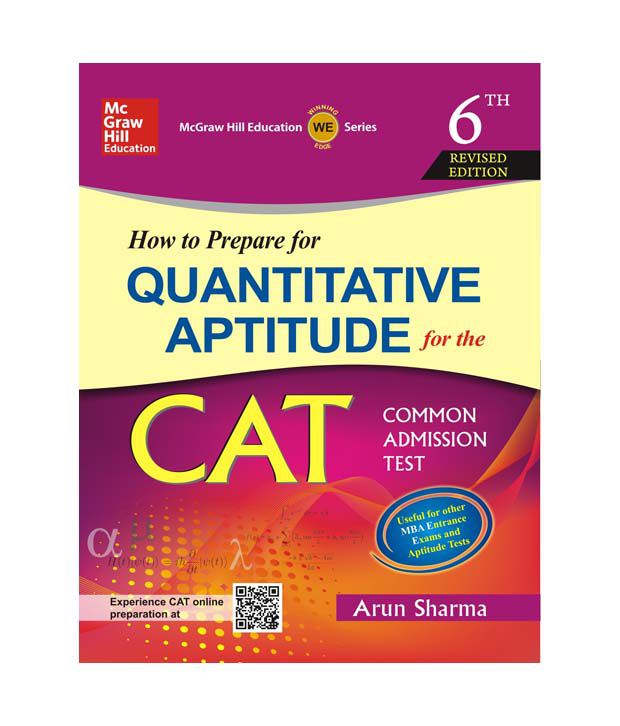 Mc
Graw
Hill
Education
McGraw Hill Education
WINNING
WE
EDGE
Series
6TH
REVISED
EDITION
How to Prepare for
QUANTITATIVE
APTITUDE for the
CAT
COMMON
ADMISSION
TEST
Useful for other
MBA Entrance
Exams and
Aptitude Tests
α μ λ
Experience CAT online
preparation at
Arun Sharma